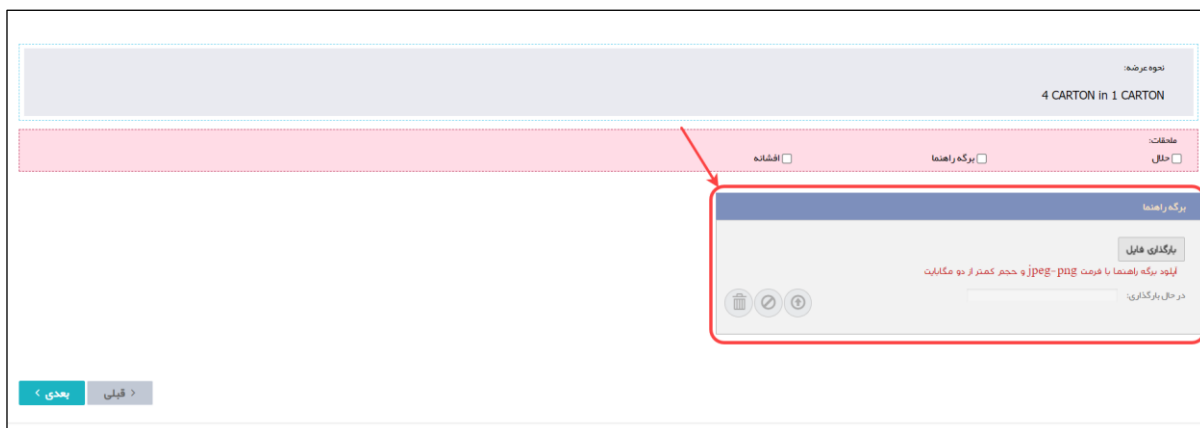 نحوه عرضه:
4 CARTON in 1 CARTON
ملحقات:
حلال برگه راهنما افشانه
برگه راهنما
بارگذاری فایل
آپلود برگه راهنما با فرمت jpeg-png و حجم کمتر از دو مگابایت
در حال بارگذاری:
< قبلی بعدی >